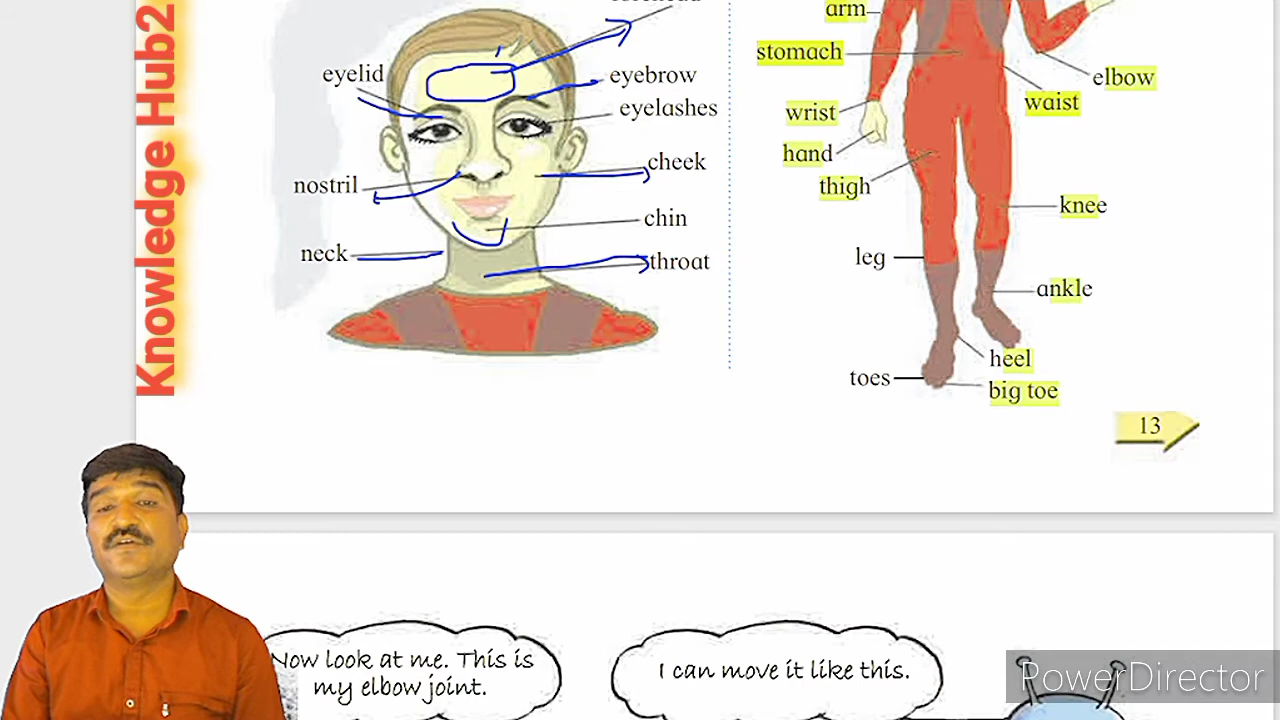 Knowledge Hub2
eyelid
eyebrow
eyelashes
cheek
nostril
chin
neck
throat
arm
stomach
elbow
waist
wrist
hand
thigh
knee
leg
ankle
heel
toes
big toe
13
Now look at me. This is
my elbow joint.
I can move it like this.
PowerDirector